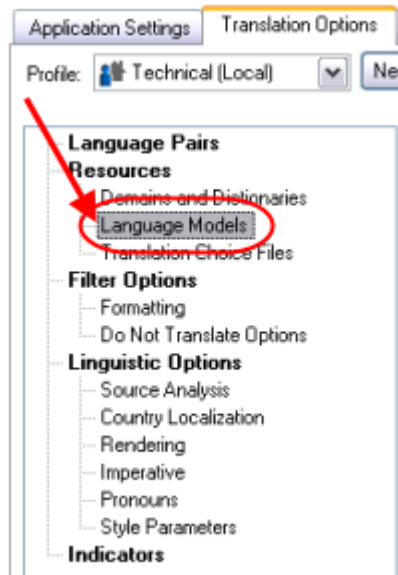 Application Settings Translation Options
Profile: Technical (Local) Ne
Language Pairs
Resources
Domains and Dictionaries
Language Models
Translation Choice Files
Filter Options
Formatting
Do Not Translate Options
Linguistic Options
Source Analysis
Country Localization
Rendering
Imperative
Pronouns
Style Parameters
Indicators